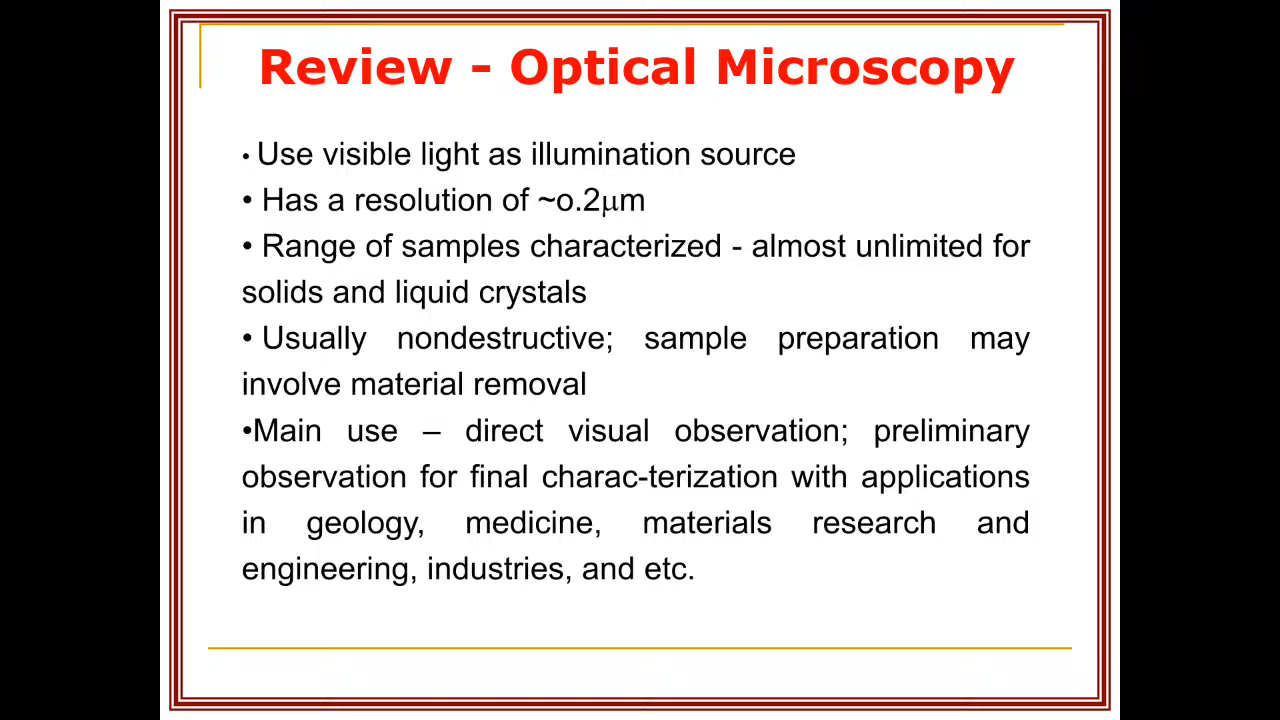 Review - Optical Microscopy
• Use visible light as illumination source
• Has a resolution of ~o.2μm
• Range of samples characterized - almost unlimited for
solids and liquid crystals
• Usually nondestructive; sample preparation may
involve material removal
•Main use – direct visual observation; preliminary
observation for final charac-terization with applications
in geology, medicine, materials research and
engineering, industries, and etc.